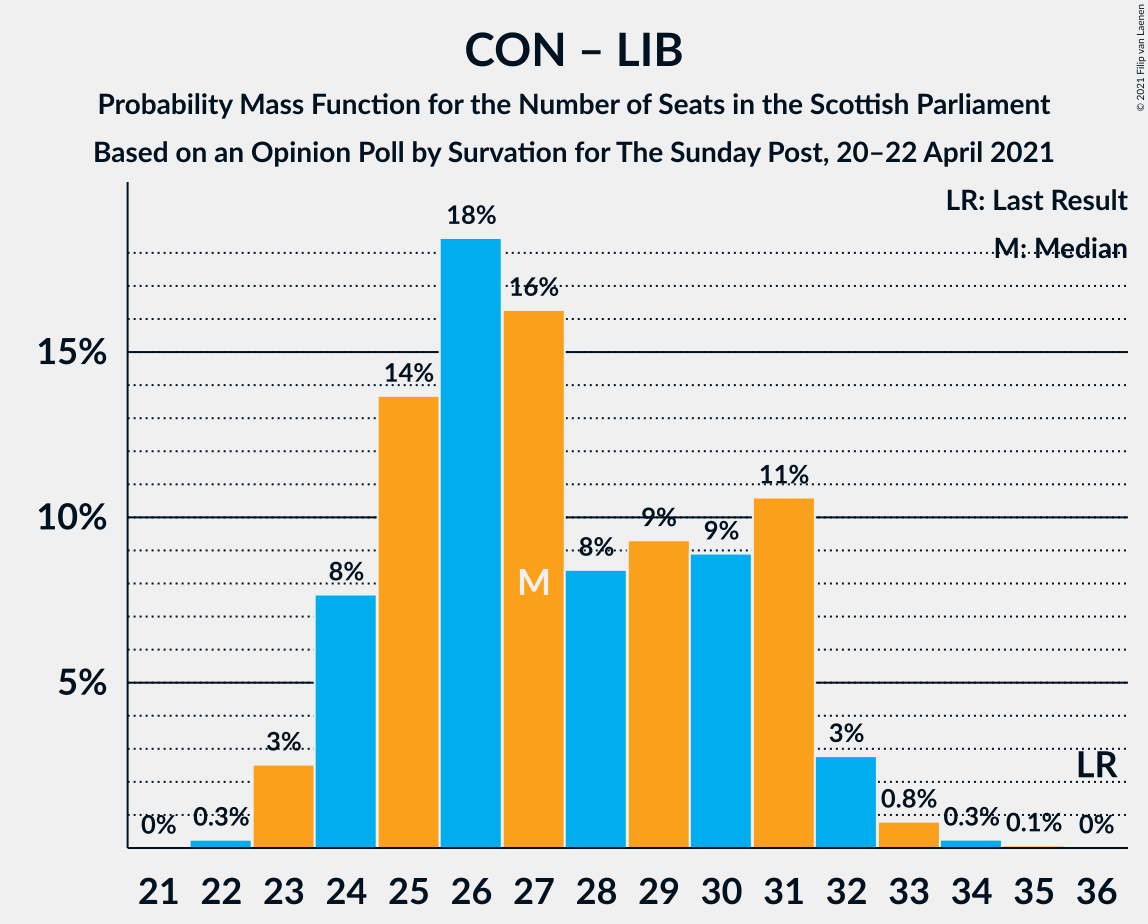 CON – LIB
Probability Mass Function for the Number of Seats in the Scottish Parliament
Based on an Opinion Poll by Survation for The Sunday Post, 20–22 April 2021
© 2021 Filip van Laenen
LR: Last Result
M: Median
18%
16%
15%
14%
11%
10%
9%
9%
8%
8%
M
5%
3%
3%
LR
0.8%
0%
0.3%
0.3%
0.1%
0%
21 22 23 24 25 26 27 28 29 30 31 32 33 34 35 36